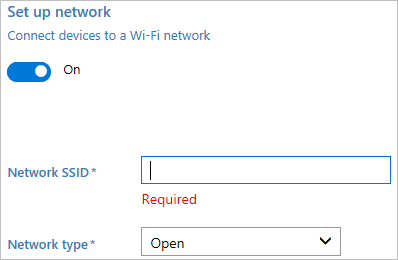 Set up network
Connect devices to a Wi-Fi network
On
Network SSID*
Required
Network type*
Open